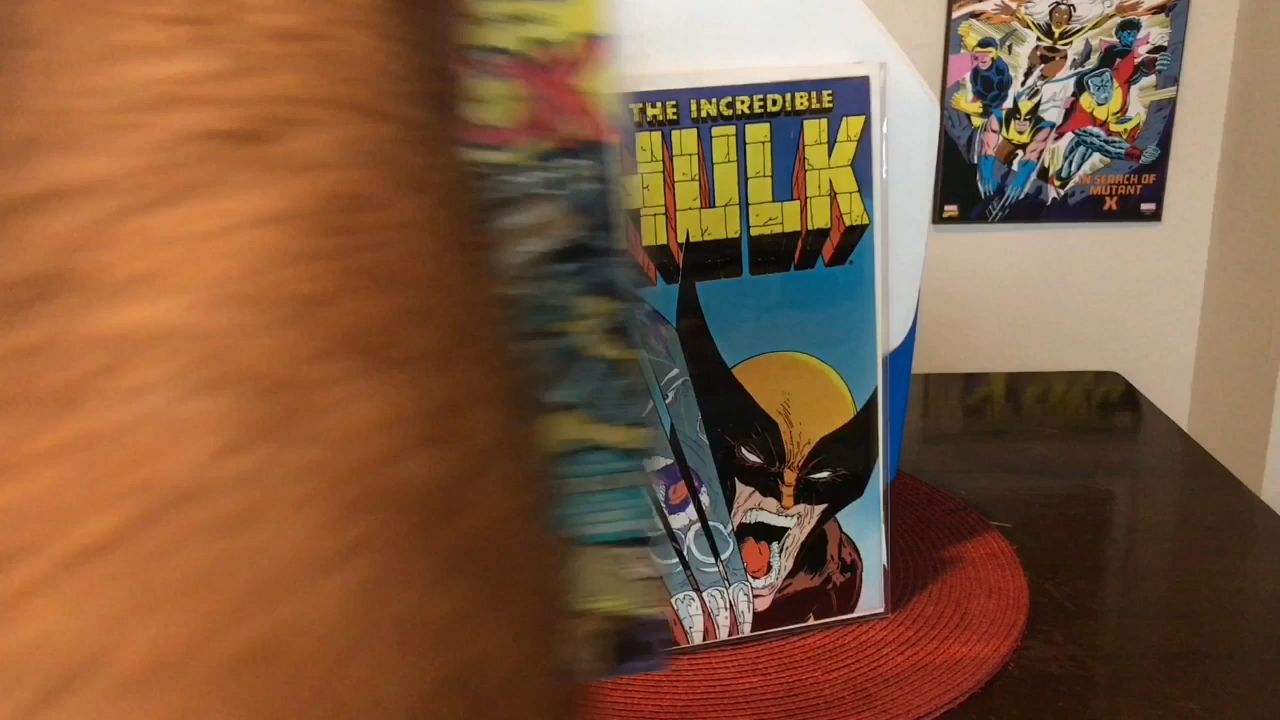 THE INCREDIBLE
HULK
IN SEARCH OF
MUTANT
X